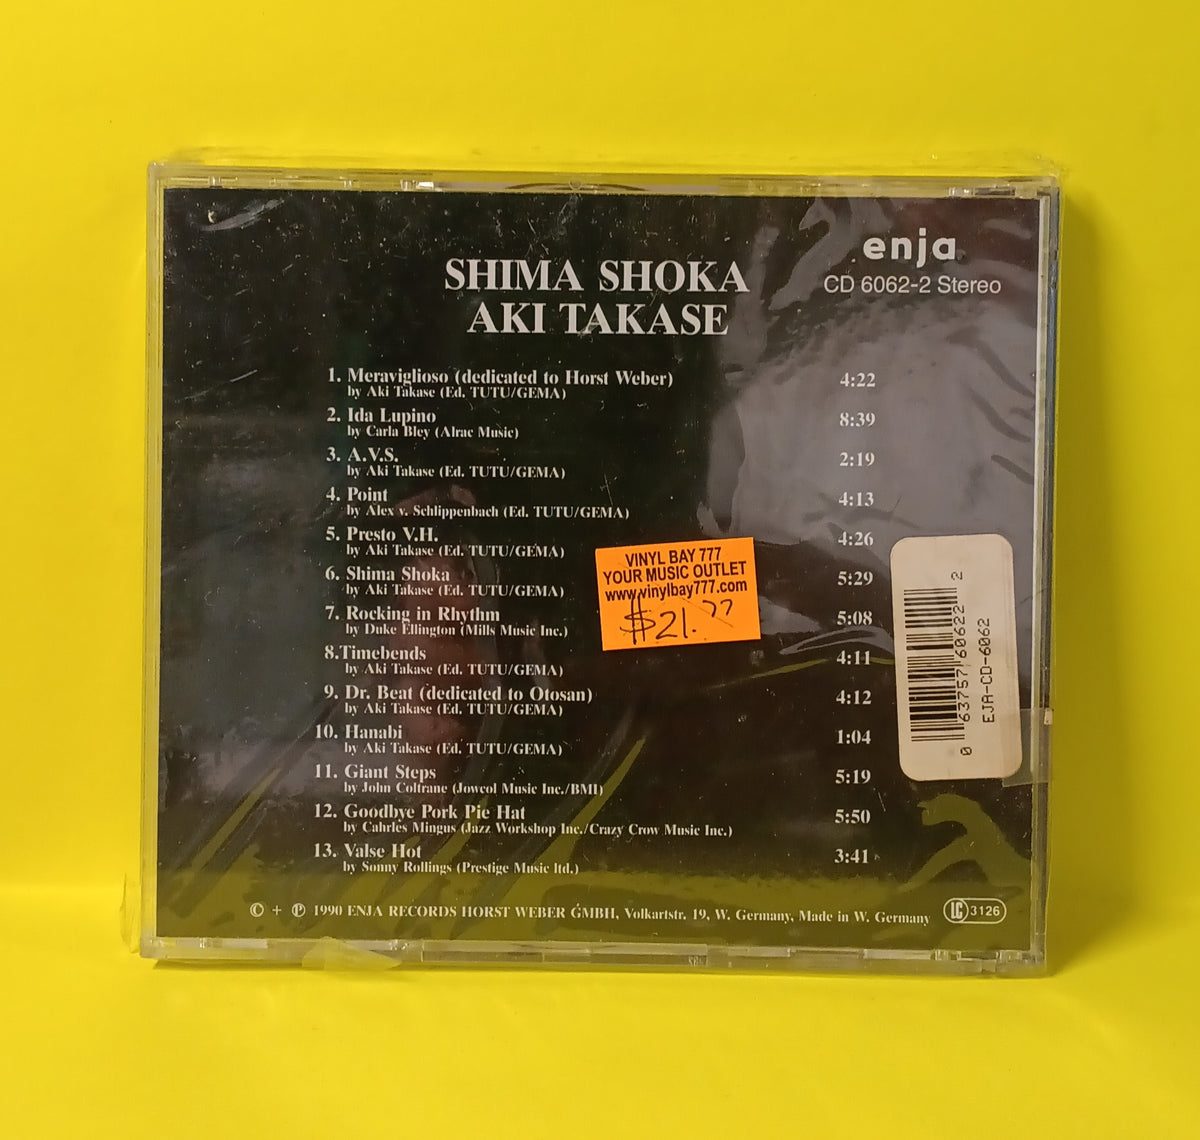 enja
CD 6062-2 Stereo
SHIMA SHOKA
AKI TAKASE
1. Meraviglioso (dedicated to Horst Weber) 4:22
by Aki Takase (Ed. TUTU/GEMA)
2. Ida Lupino 8:39
by Carla Bley (Alrac Music)
3. A.V.S. 2:19
by Aki Takase (Ed. TUTU/GEMA)
4. Point 4:13
by Alex v. Schlippenbach (Ed. TUTU/GEMA)
5. Presto V.H. 4:26
by Aki Takase (Ed. TUTU/GEMA)
6. Shima Shoka 5:29
by Aki Takase (Ed. TUTU/GEMA)
7. Rocking in Rhythm 5:08
by Duke Ellington (Mills Music Inc.)
8.Timebends 4:11
by Aki Takase (Ed. TUTU/GEMA)
9. Dr. Beat (dedicated to Otosan) 4:12
by Aki Takase (Ed. TUTU/GEMA)
10. Hanabi 1:04
by Aki Takase (Ed. TUTU/GEMA)
11. Giant Steps 5:19
by John Coltrane (Jowcol Music Inc./BMI)
12. Goodbye Pork Pie Hat 5:50
by Cahrles Mingus (Jazz Workshop Inc./Crazy Crow Music Inc.)
13. Valse Hot 3:41
by Sonny Rollings (Prestige Music ltd.)
© + ℗ 1990 ENJA RECORDS HORST WEBER GMBH, Volkartstr. 19, W. Germany, Made in W. Germany
LC 3126
VINYL BAY 777
YOUR MUSIC OUTLET
www.vinylbay777.com
$21.77
0 63757 60622 2
EJA-CD-6062